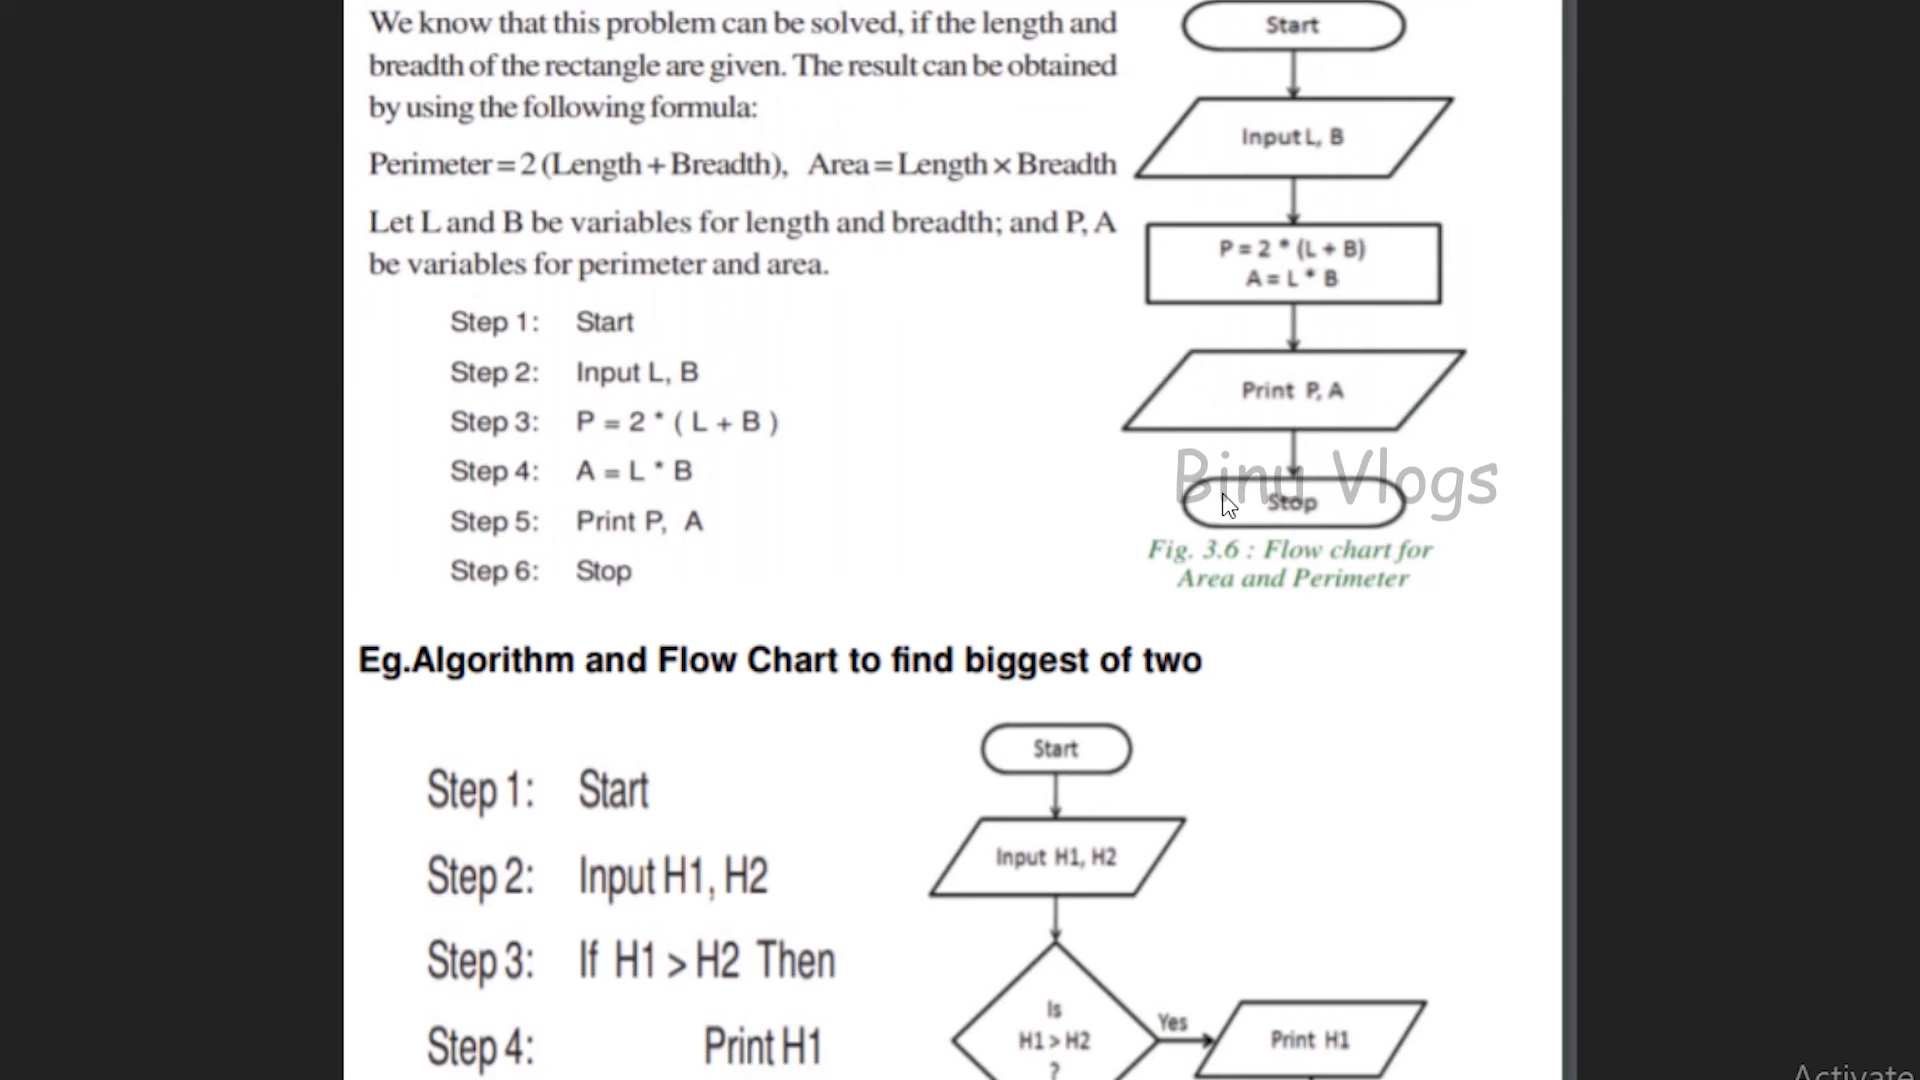 We know that this problem can be solved, if the length and
breadth of the rectangle are given. The result can be obtained
by using the following formula:
Perimeter = 2 (Length + Breadth), Area = Length × Breadth
Let L and B be variables for length and breadth; and P, A
be variables for perimeter and area.
Step 1: Start
Step 2: Input L, B
Step 3: P = 2 * ( L + B )
Step 4: A = L * B
Step 5: Print P, A
Step 6: Stop
Start
Input L, B
P = 2 * (L + B)
A = L * B
Print P, A
Binu Vlogs
Stop
Fig. 3.6 : Flow chart for
Area and Perimeter
Eg.Algorithm and Flow Chart to find biggest of two
Step 1: Start
Step 2: Input H1, H2
Step 3: If H1 > H2 Then
Step 4: Print H1
Start
Input H1, H2
Is
H1 > H2
?
Yes
Print H1
Activate